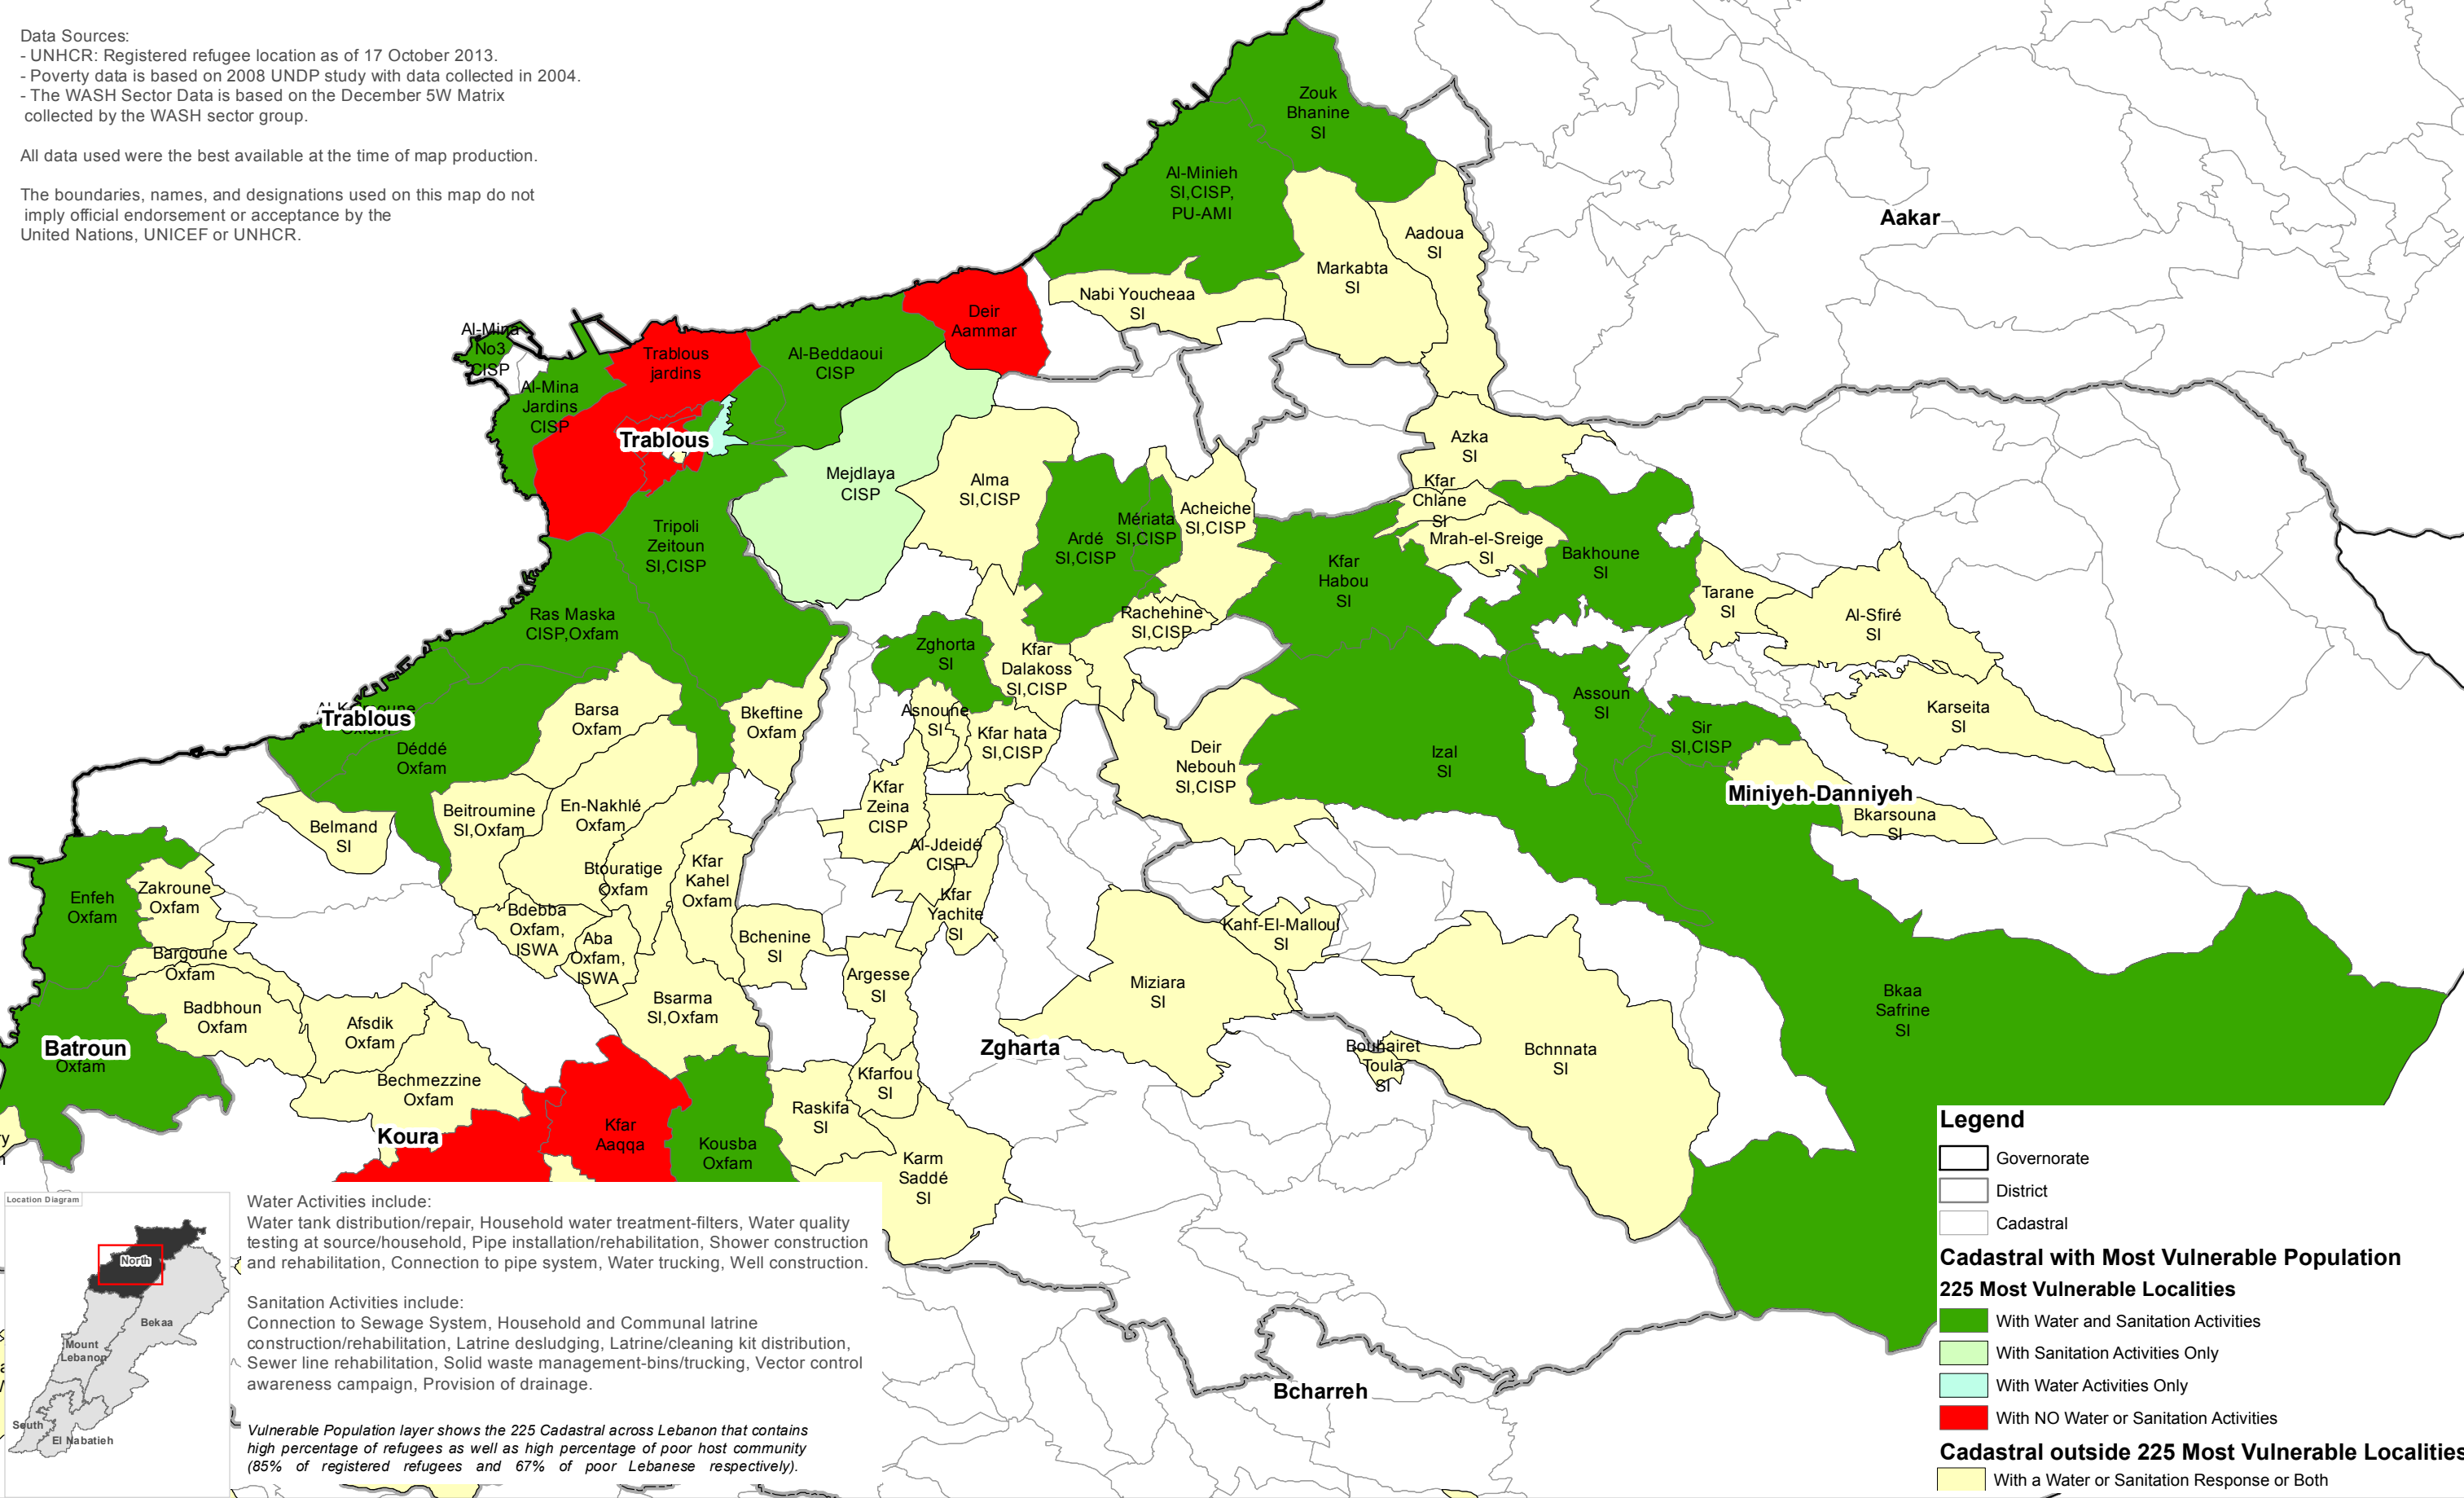 Data Sources:
- UNHCR: Registered refugee location as of 17 October 2013.
- Poverty data is based on 2008 UNDP study with data collected in 2004.
- The WASH Sector Data is based on the December 5W Matrix
collected by the WASH sector group.
All data used were the best available at the time of map production.
The boundaries, names, and designations used on this map do not
imply official endorsement or acceptance by the
United Nations, UNICEF or UNHCR.
Zouk
Bhanine
SI
Al-Minieh
SI,CISP,
PU-AMI
Aakar
Aadoua
SI
Markabta
SI
Nabi Youcheaa
SI
Deir
Aammar
Al-Mina
No3
CISP
Trablous
jardins
Al-Beddaoui
CISP
Al-Mina
Jardins
CISP
Trablous
Azka
SI
Mejdlaya
CISP
Alma
SI,CISP
Kfar
Chlane
SI
Acheiche
SI,CISP
Mériata
SI,CISP
Ardé
SI,CISP
Tripoli
Zeitoun
SI,CISP
Mrah-el-Sreige
SI
Bakhoune
SI
Kfar
Habou
SI
Tarane
SI
Al-Sfiré
SI
Ras Maska
CISP,Oxfam
Rachehine
SI,CISP
Zghorta
SI
Kfar
Dalakoss
SI,CISP
Assoun
SI
Karseita
SI
Trablous
Oxfam
Barsa
Oxfam
Bkeftine
Oxfam
Asnoune
SI
Kfar hata
SI,CISP
Sir
SI,CISP
Déddé
Oxfam
Deir
Nebouh
SI,CISP
Izal
SI
Miniyeh-Danniyeh
Bkarsouna
SI
Kfar
Zeina
CISP
Belmand
SI
Beitroumine
SI,Oxfam
En-Nakhlé
Oxfam
Al-Jdeidé
CISP
Btouratige
Oxfam
Kfar
Kahel
Oxfam
Enfeh
Oxfam
Zakroune
Oxfam
Kfar
Yachite
SI
Bdebba
Oxfam,
ISWA
Aba
Oxfam,
ISWA
Bchenine
SI
Kahf-El-Malloul
SI
Bargoune
Oxfam
Argesse
SI
Miziara
SI
Badbhoun
Oxfam
Afsdik
Oxfam
Bsarma
SI,Oxfam
Bkaa
Safrine
SI
Batroun
Oxfam
Zgharta
Bouhairet
Toula
SI
Bchnnata
SI
Bechmezzine
Oxfam
Kfarfou
SI
Raskifa
SI
Koura
Kfar
Aaqqa
Kousba
Oxfam
Karm
Saddé
SI
Bcharreh
Location Diagram
North
Bekaa
Mount
Lebanon
South
El Nabatieh
Water Activities include:
Water tank distribution/repair, Household water treatment-filters, Water quality
testing at source/household, Pipe installation/rehabilitation, Shower construction
and rehabilitation, Connection to pipe system, Water trucking, Well construction.
Sanitation Activities include:
Connection to Sewage System, Household and Communal latrine
construction/rehabilitation, Latrine desludging, Latrine/cleaning kit distribution,
Sewer line rehabilitation, Solid waste management-bins/trucking, Vector control
awareness campaign, Provision of drainage.
Vulnerable Population layer shows the 225 Cadastral across Lebanon that contains
high percentage of refugees as well as high percentage of poor host community
(85% of registered refugees and 67% of poor Lebanese respectively).
Legend
Governorate
District
Cadastral
Cadastral with Most Vulnerable Population
225 Most Vulnerable Localities
With Water and Sanitation Activities
With Sanitation Activities Only
With Water Activities Only
With NO Water or Sanitation Activities
Cadastral outside 225 Most Vulnerable Localities
With a Water or Sanitation Response or Both